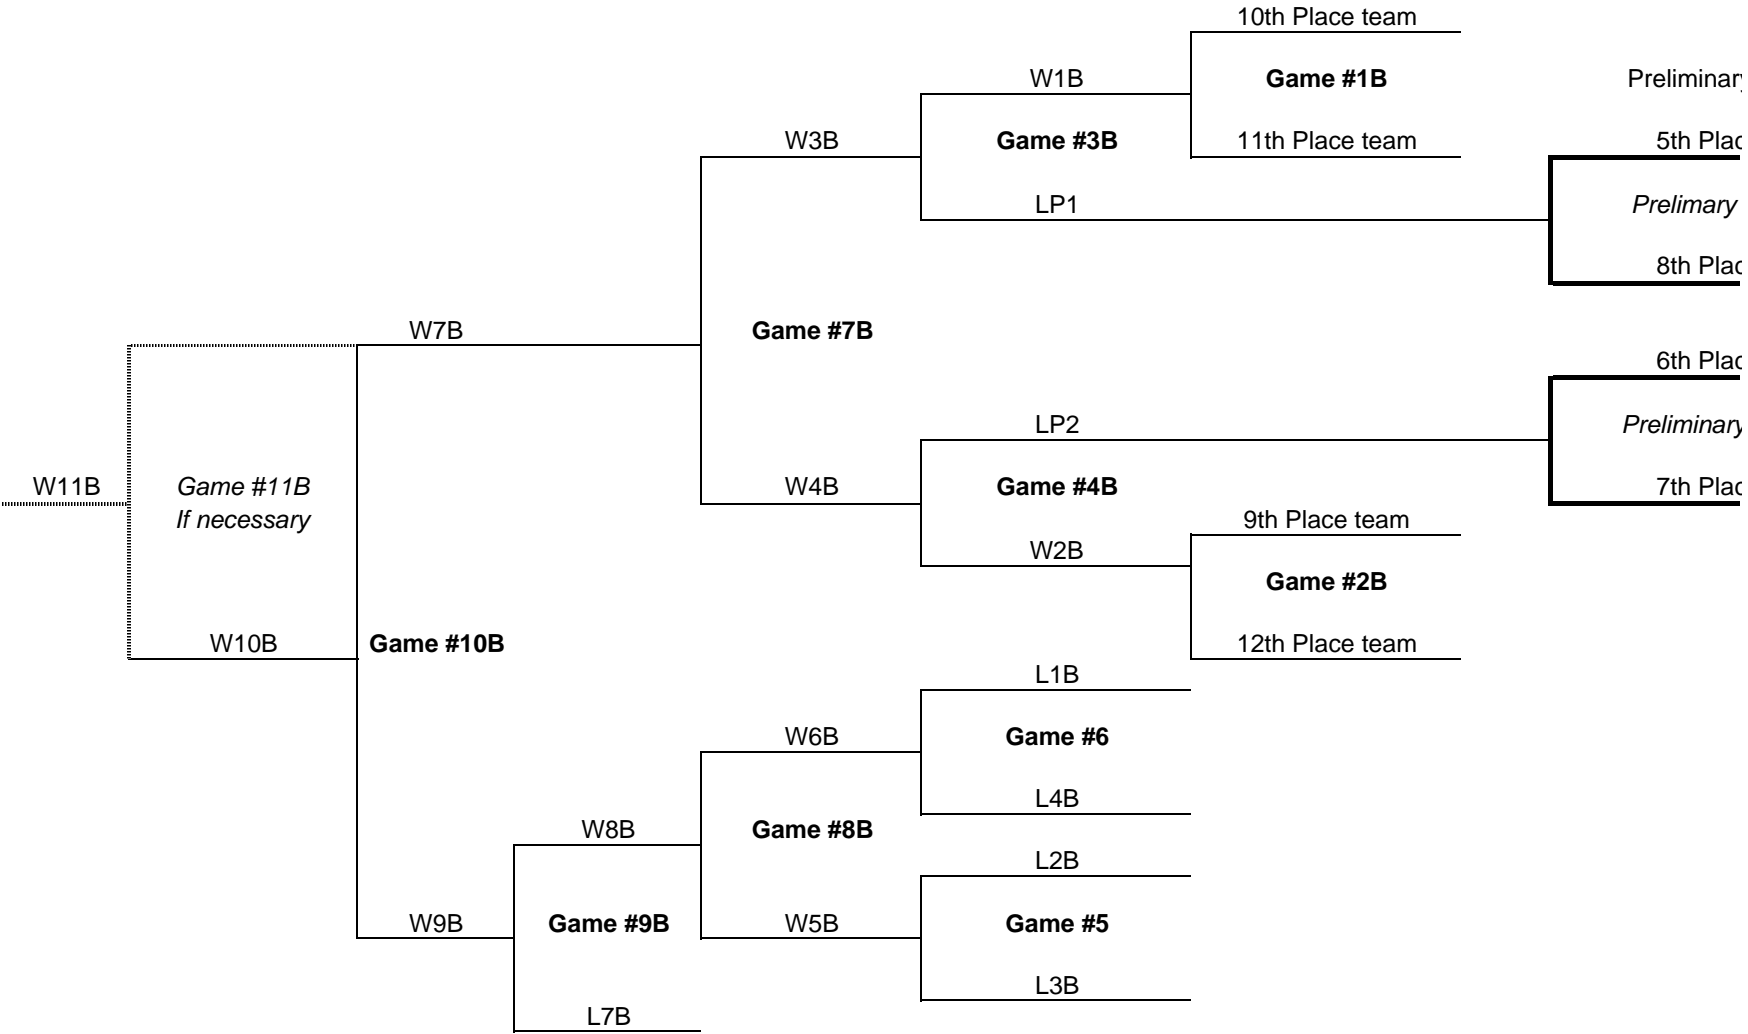 10th Place team
W1B
Game #1B
Preliminary
W3B
Game #3B
11th Place team
5th Plac
LP1
Prelimary
8th Plac
W7B
Game #7B
6th Plac
LP2
Preliminary
W11B
Game #11B
If necessary
W4B
Game #4B
7th Plac
9th Place team
W2B
Game #2B
W10B
Game #10B
12th Place team
L1B
W6B
Game #6
L4B
W8B
Game #8B
L2B
W9B
Game #9B
W5B
Game #5
L3B
L7B